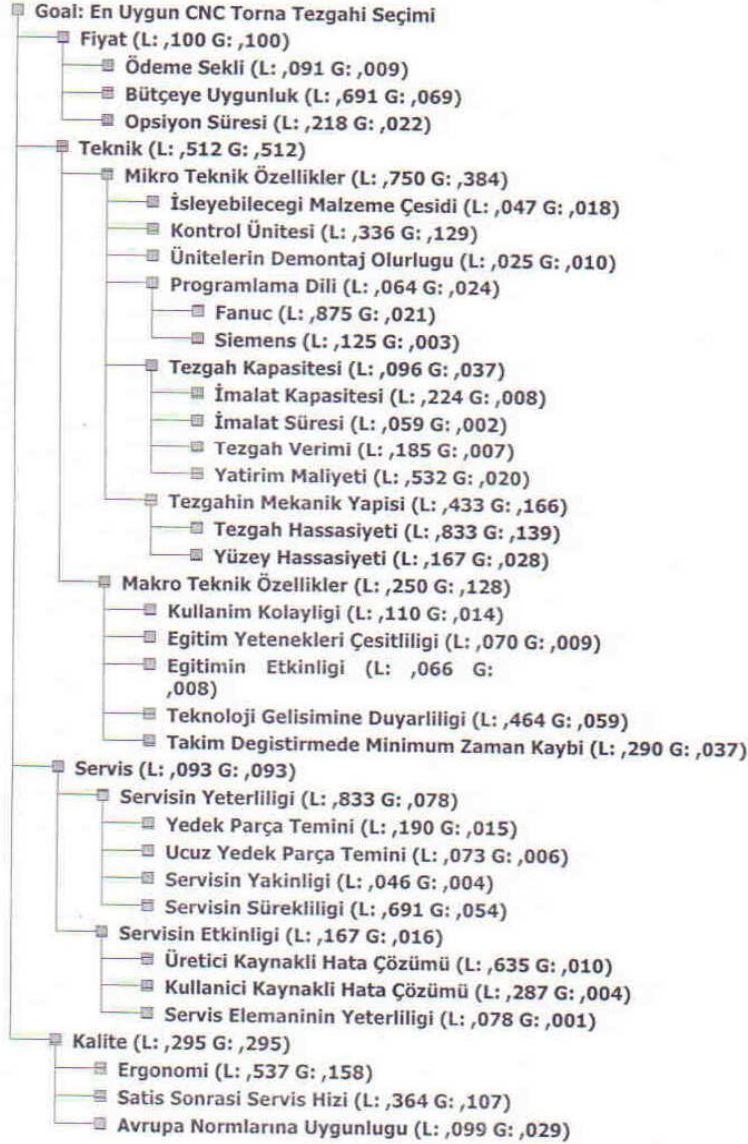 Goal: En Uygun CNC Torna Tezgahi Seçimi
Fiyat (L: ,100 G: ,100)
Ödeme Sekli (L: ,091 G: ,009)
Bütçeye Uygunluk (L: ,691 G: ,069)
Opsiyon Süresi (L: ,218 G: ,022)
Teknik (L: ,512 G: ,512)
Mikro Teknik Özellikler (L: ,750 G: ,384)
İsleyebilecegi Malzeme Çesidi (L: ,047 G: ,018)
Kontrol Ünitesi (L: ,336 G: ,129)
Ünitelerin Demontaj Olurlugu (L: ,025 G: ,010)
Programlama Dili (L: ,064 G: ,024)
Fanuc (L: ,875 G: ,021)
Siemens (L: ,125 G: ,003)
Tezgah Kapasitesi (L: ,096 G: ,037)
İmalat Kapasitesi (L: ,224 G: ,008)
İmalat Süresi (L: ,059 G: ,002)
Tezgah Verimi (L: ,185 G: ,007)
Yatirim Maliyeti (L: ,532 G: ,020)
Tezgahin Mekanik Yapisi (L: ,433 G: ,166)
Tezgah Hassasiyeti (L: ,833 G: ,139)
Yüzey Hassasiyeti (L: ,167 G: ,028)
Makro Teknik Özellikler (L: ,250 G: ,128)
Kullanim Kolayligi (L: ,110 G: ,014)
Egitim Yetenekleri Çesitliligi (L: ,070 G: ,009)
Egitimin Etkinligi (L: ,066 G:
,008)
Teknoloji Gelisimine Duyarliligi (L: ,464 G: ,059)
Takim Degistirmede Minimum Zaman Kaybi (L: ,290 G: ,037)
Servis (L: ,093 G: ,093)
Servisin Yeterliligi (L: ,833 G: ,078)
Yedek Parça Temini (L: ,190 G: ,015)
Ucuz Yedek Parça Temini (L: ,073 G: ,006)
Servisin Yakinligi (L: ,046 G: ,004)
Servisin Sürekliligi (L: ,691 G: ,054)
Servisin Etkinligi (L: ,167 G: ,016)
Üretici Kaynakli Hata Çözümü (L: ,635 G: ,010)
Kullanici Kaynakli Hata Çözümü (L: ,287 G: ,004)
Servis Elemaninin Yeterliligi (L: ,078 G: ,001)
Kalite (L: ,295 G: ,295)
Ergonomi (L: ,537 G: ,158)
Satis Sonrasi Servis Hizi (L: ,364 G: ,107)
Avrupa Normlarına Uygunlugu (L: ,099 G: ,029)